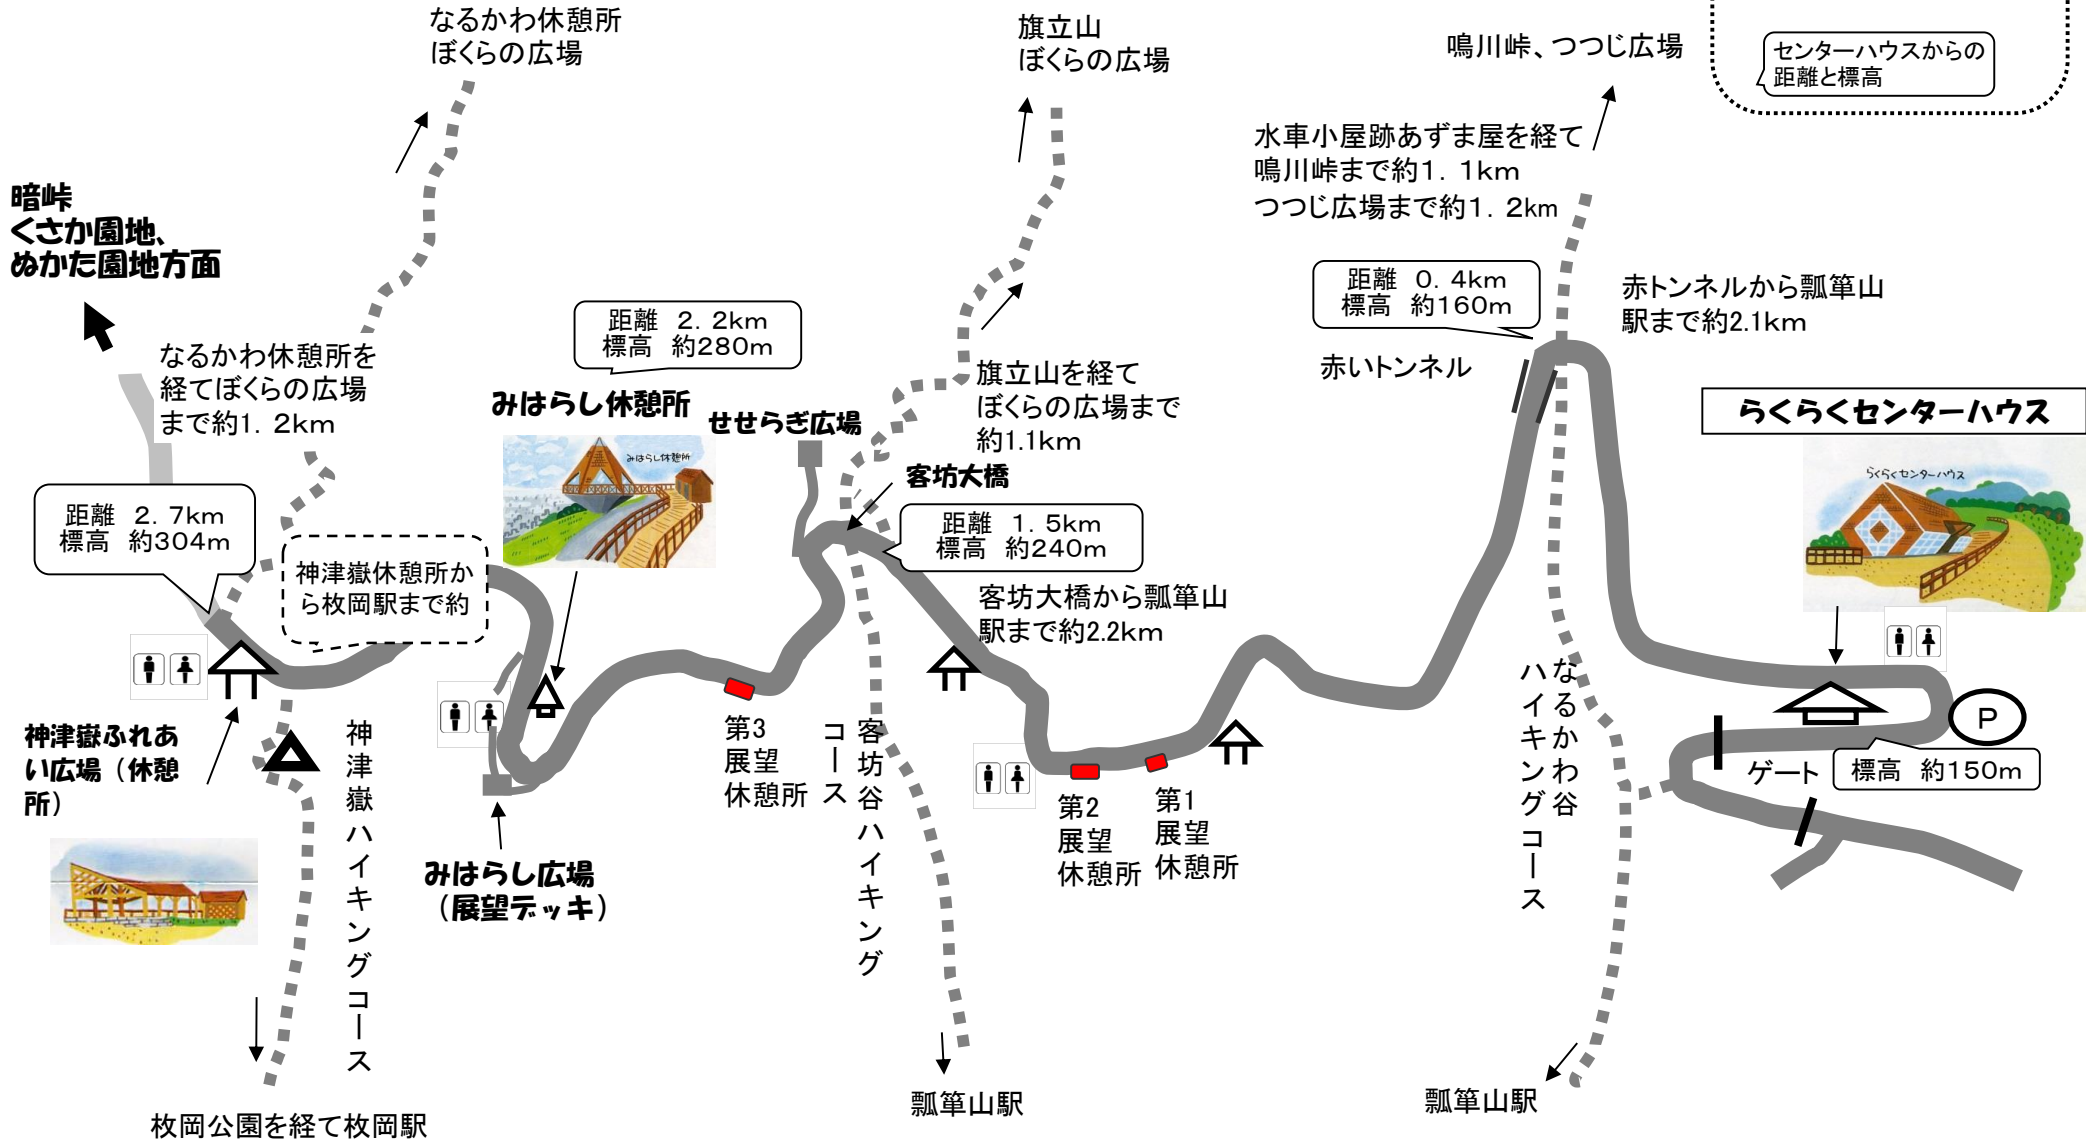 なるかわ休憩所
ぼくらの広場
旗立山
ぼくらの広場
鳴川峠、つつじ広場
センターハウスからの
距離と標高
水車小屋跡あずま屋を経て
鳴川峠まで約1. 1km
つつじ広場まで約1. 2km
暗峠
くさか園地、
ぬかた園地方面
距離 0. 4km
標高 約160m
赤トンネルから瓢箪山
駅まで約2.1km
赤いトンネル
距離 2. 2km
標高 約280m
なるかわ休憩所を
経てぼくらの広場
まで約1. 2km
旗立山を経て
ぼくらの広場まで
約1.1km
みはらし休憩所
せせらぎ広場
みはらし休憩所
客坊大橋
らくらくセンターハウス
らくらくセンターハウス
距離 2. 7km
標高 約304m
距離 1. 5km
標高 約240m
神津嶽休憩所か
ら枚岡駅まで約
客坊大橋から瓢箪山
駅まで約2.2km
神津嶽ふれあ
い広場（休憩
所）
神津嶽ハイキングコース
みはらし広場
（展望デッキ）
第3
展望
休憩所
客坊谷ハイキング
コース
第2
展望
休憩所
第1
展望
休憩所
なるかわ谷
ハイキングコース
P
ゲート
標高 約150m
枚岡公園を経て枚岡駅
瓢箪山駅
瓢箪山駅